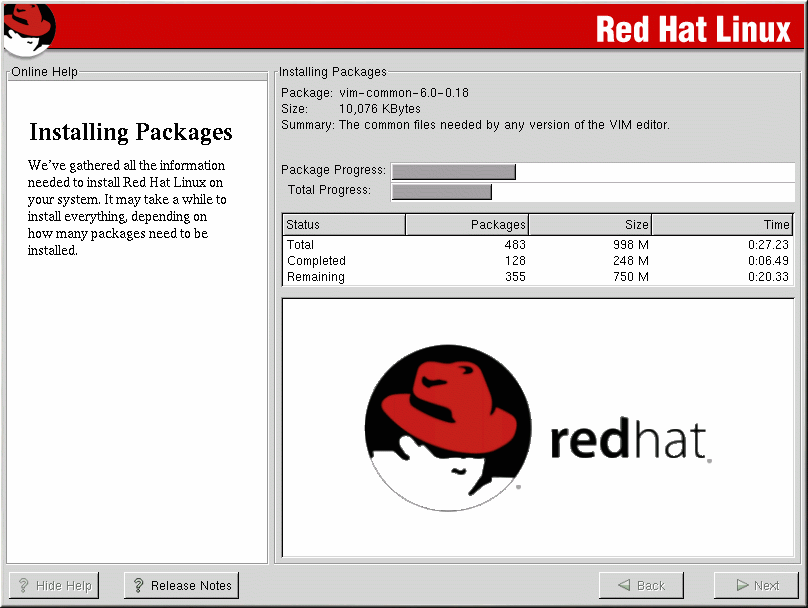 Red Hat Linux
Online Help
Installing Packages
We've gathered all the information
needed to install Red Hat Linux on
your system. It may take a while to
install everything, depending on
how many packages need to be
installed.
Installing Packages
Package: vim-common-6.0-0.18
Size: 10,076 KBytes
Summary: The common files needed by any version of the VIM editor.
Package Progress:
Total Progress:
Status Packages Size Time
Total 483 998 M 0:27.23
Completed 128 248 M 0:06.49
Remaining 355 750 M 0:20.33
redhat
? Hide Help
? Release Notes
Back
Next